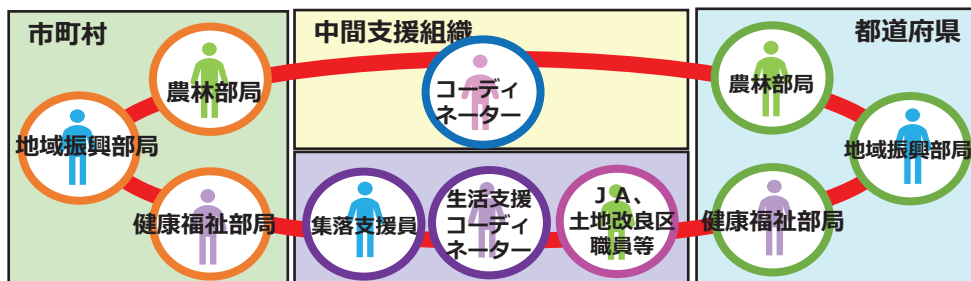 市町村
農林部局
地域振興部局
健康福祉部局
中間支援組織
コーディ
ネーター
集落支援員
生活支援
コーディ
ネーター
ＪＡ、
土地改良区
職員等
都道府県
農林部局
地域振興部局
健康福祉部局